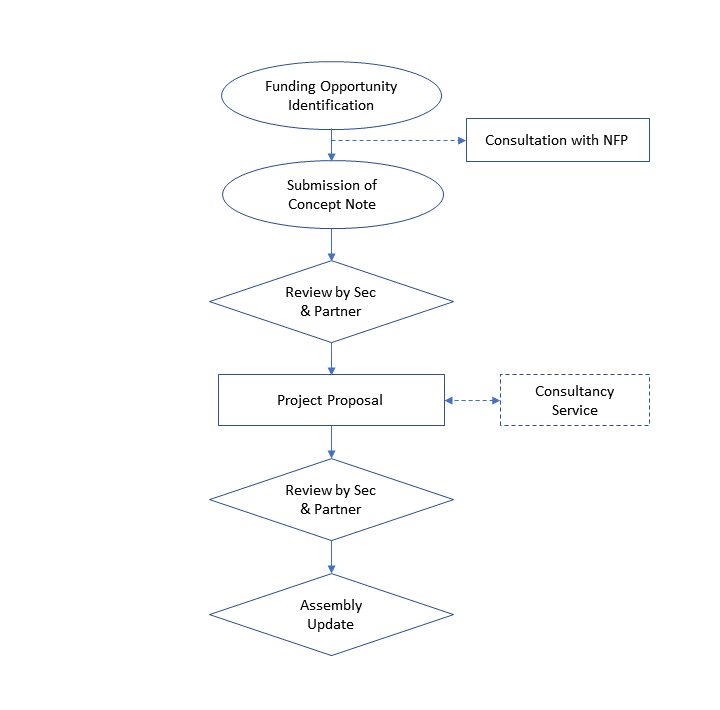 Funding Opportunity
Identification
Consultation with NFP
Submission of
Concept Note
Review by Sec
& Partner
Project Proposal
Consultancy
Service
Review by Sec
& Partner
Assembly
Update